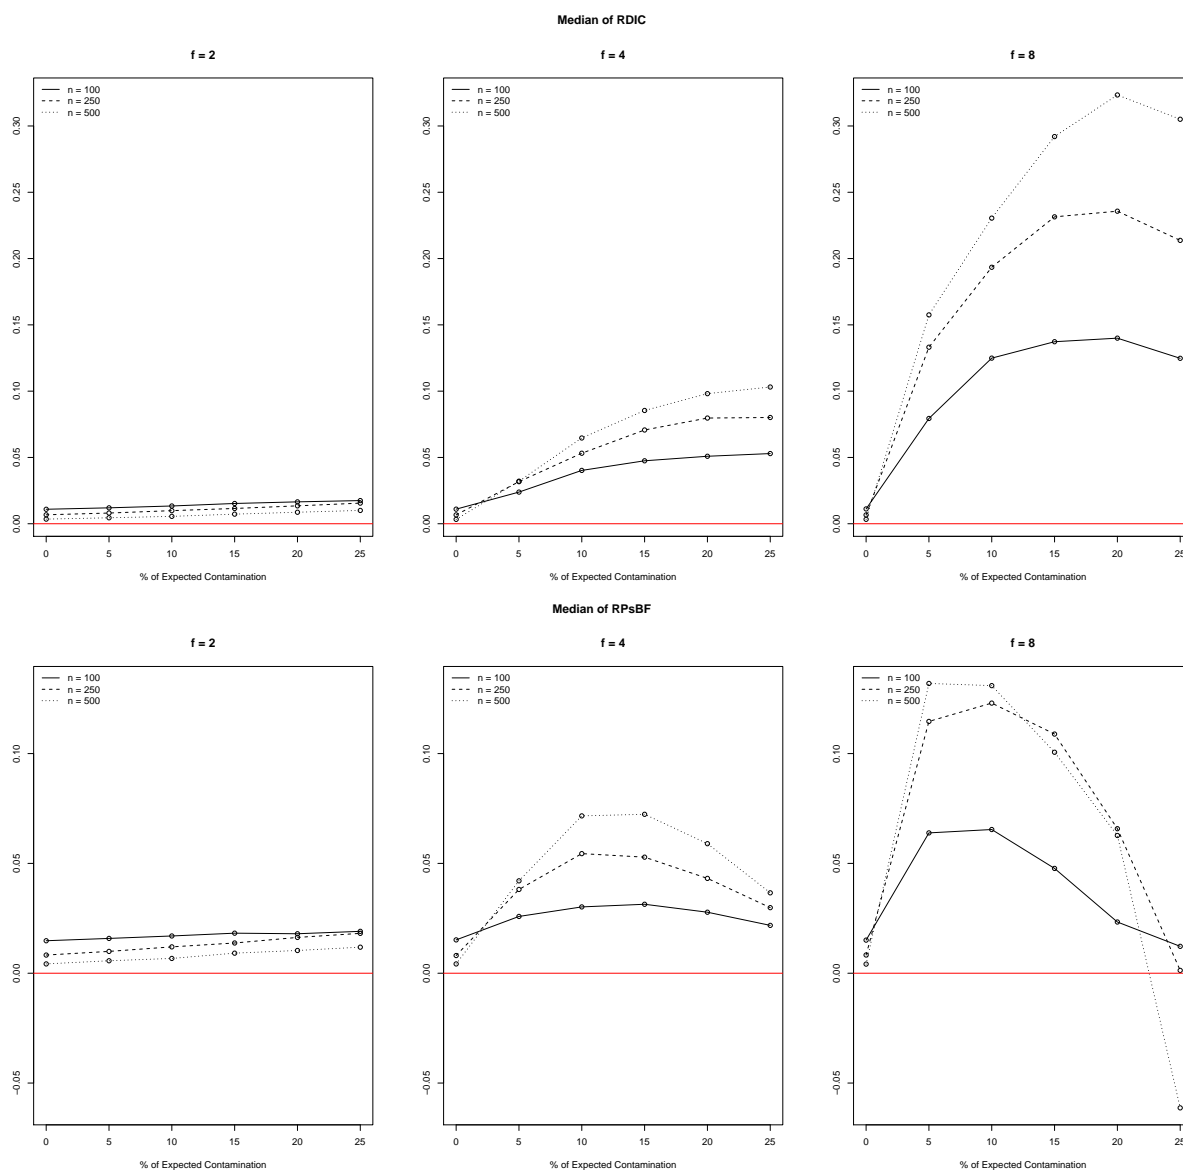 Median of RDIC
f = 2
n = 100
n = 250
n = 500
0.00 0.05 0.10 0.15 0.20 0.25 0.30
0 5 10 15 20 25
% of Expected Contamination
f = 4
n = 100
n = 250
n = 500
0.00 0.05 0.10 0.15 0.20 0.25 0.30
0 5 10 15 20 25
% of Expected Contamination
f = 8
n = 100
n = 250
n = 500
0.00 0.05 0.10 0.15 0.20 0.25 0.30
0 5 10 15 20 25
% of Expected Contamination
Median of RPsBF
f = 2
n = 100
n = 250
n = 500
−0.05 0.00 0.05 0.10
0 5 10 15 20 25
% of Expected Contamination
f = 4
n = 100
n = 250
n = 500
−0.05 0.00 0.05 0.10
0 5 10 15 20 25
% of Expected Contamination
f = 8
n = 100
n = 250
n = 500
−0.05 0.00 0.05 0.10
0 5 10 15 20 25
% of Expected Contamination